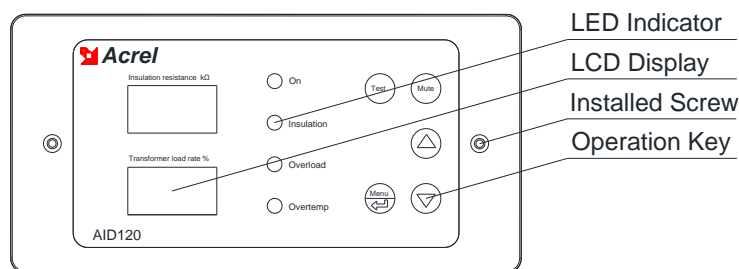 Acrel
Insulation resistance kΩ
Transformer load rate %
AID120
On
Insulation
Overload
Overtemp
Test
Mute
Menu
LED Indicator
LCD Display
Installed Screw
Operation Key